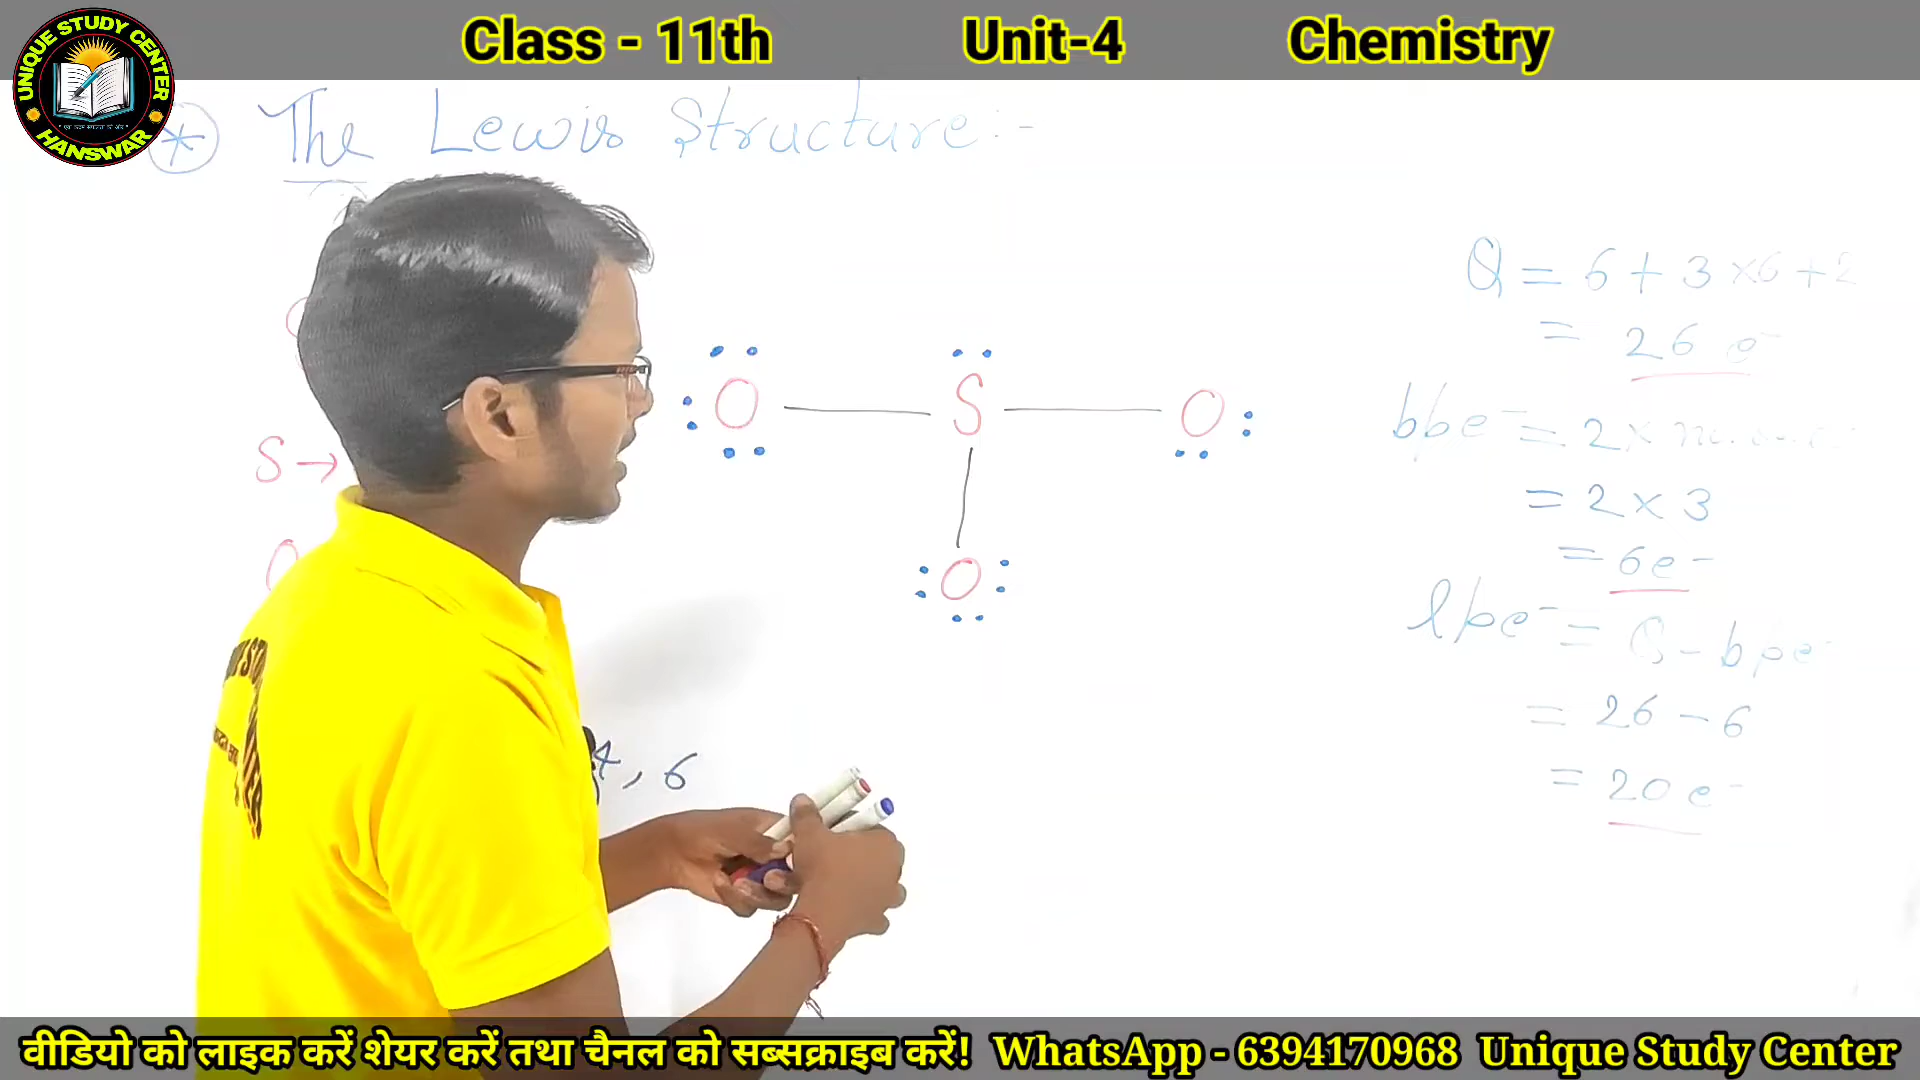 Class - 11th Unit-4 Chemistry
UNIQUE STUDY CENTER
HANSWAR
* The Lewis Structure:-
Q = 6 + 3 × 6 + 2
= 26 e-
O S O
bpe- = 2 ×
S →
= 2 × 3
= 6e-
O
O
lpe- = Q - bpe-
= 26 - 6
4, 6
= 20 e-
वीडियो को लाइक करें शेयर करें तथा चैनल को सब्सक्राइब करें! WhatsApp - 6394170968 Unique Study Center